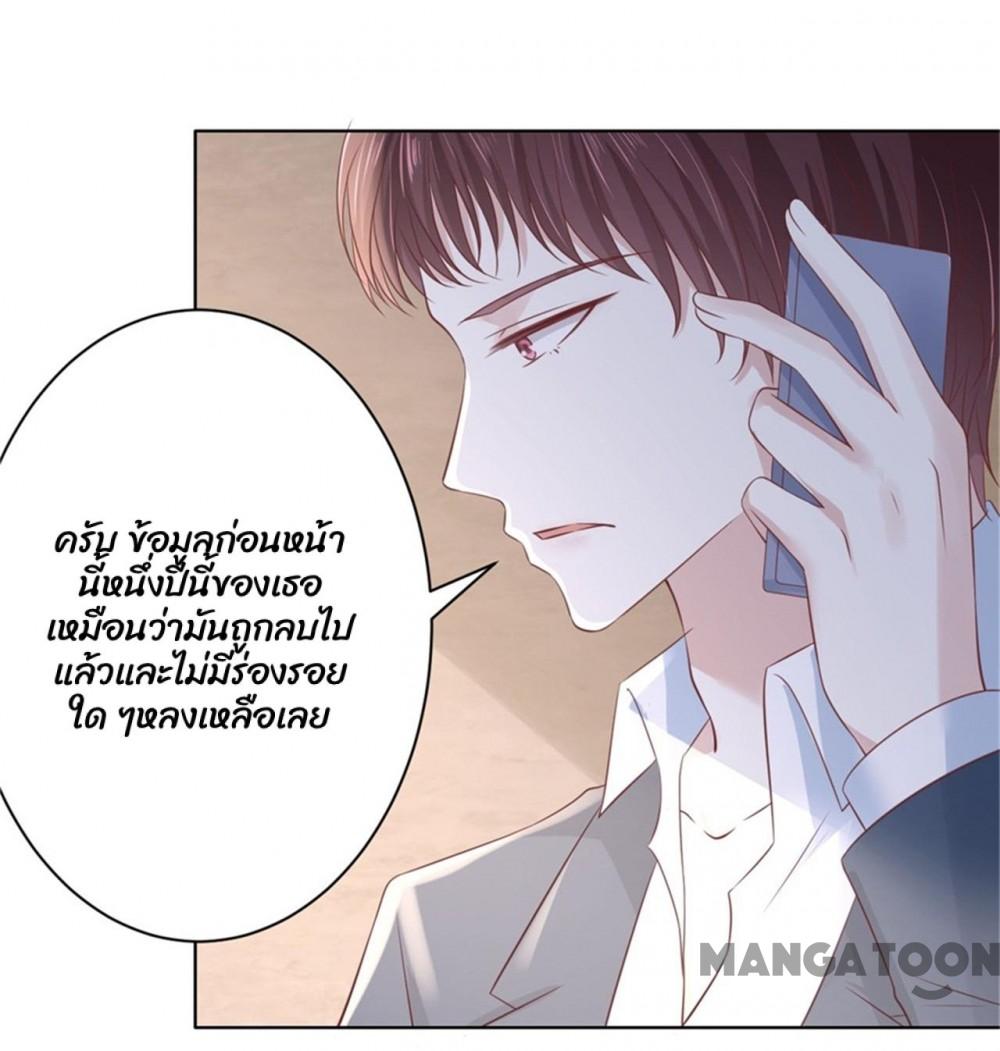 ครับ ข้อมูลก่อนหน้า
นี้หนึ่งปีนี้ของเธอ
เหมือนว่ามันถูกลบไป
แล้วและไม่มีร่องรอย
ใด ๆหลงเหลือเลย
MANGATOON